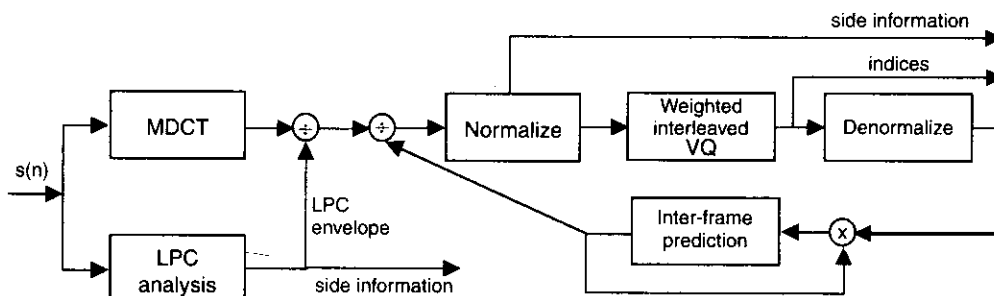 side information
indices
MDCT
÷
÷
Normalize
Weighted
interleaved
VQ
Denormalize
s(n)
LPC
envelope
Inter-frame
prediction
x
LPC
analysis
side information